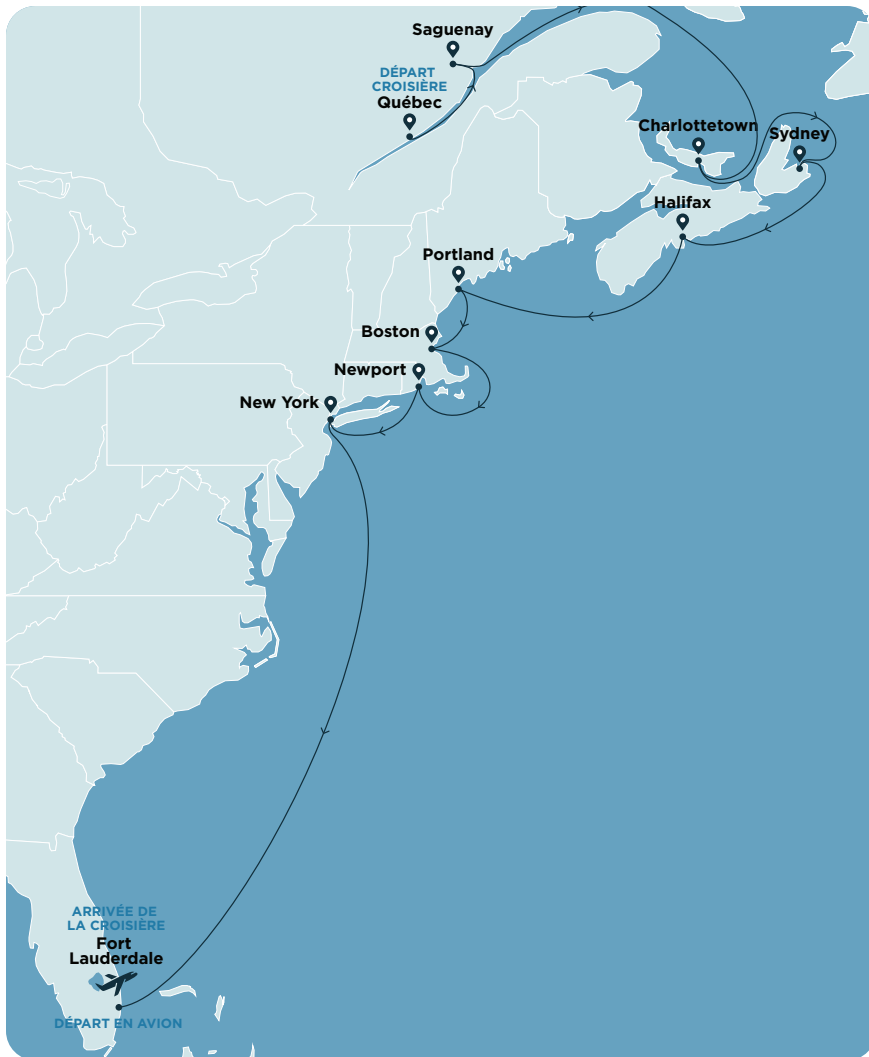 Saguenay
DÉPART
CROISIÈRE
Québec
Charlottetown
Sydney
Halifax
Portland
Boston
Newport
New York
ARRIVÉE DE
LA CROISIÈRE
Fort
Lauderdale
DÉPART EN AVION